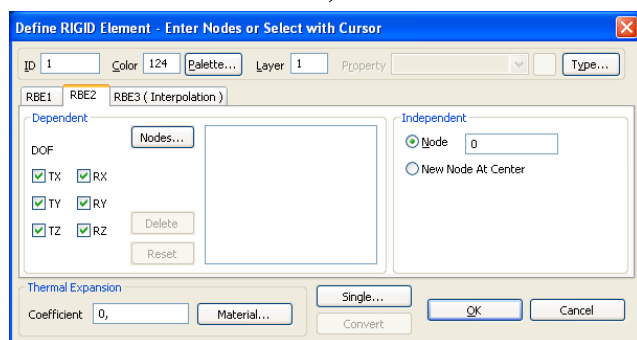 Define RIGID Element - Enter Nodes or Select with Cursor
ID 1 Color 124 Palette... Layer 1 Property Type...
RBE1 RBE2 RBE3 ( Interpolation )
Dependent Independent
DOF Nodes... Node 0
New Node At Center
TX RX
TY RY
TZ RZ Delete
Reset
Thermal Expansion
Coefficient 0, Material... Single... OK Cancel
Convert